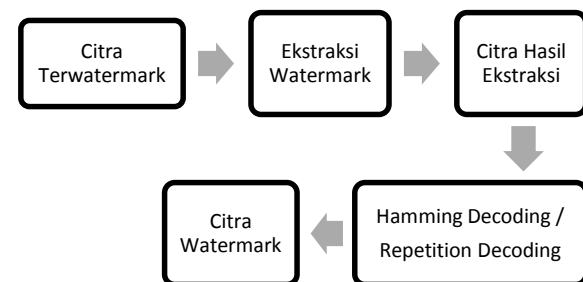 Citra
Terwatermark
Ekstraksi
Watermark
Citra Hasil
Ekstraksi
Hamming Decoding /
Repetition Decoding
Citra
Watermark